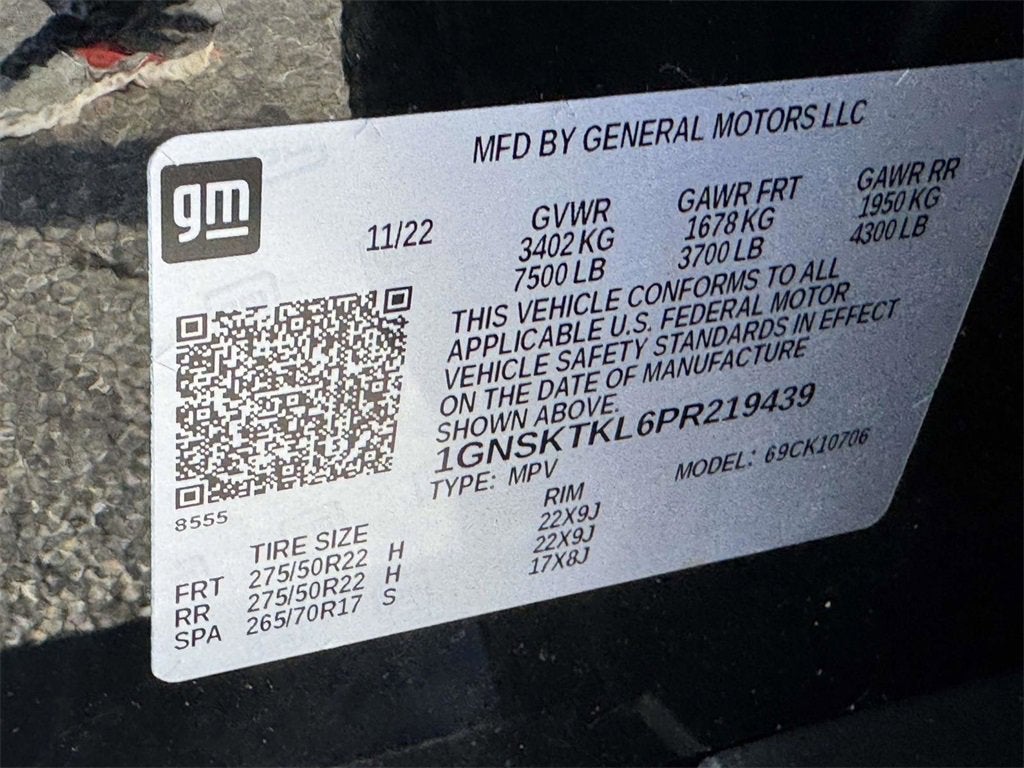 MFD BY GENERAL MOTORS LLC
gm
11/22
GVWR GAWR FRT GAWR RR
3402 KG 1678 KG 1950 KG
7500 LB 3700 LB 4300 LB
THIS VEHICLE CONFORMS TO ALL
APPLICABLE U.S. FEDERAL MOTOR
VEHICLE SAFETY STANDARDS IN EFFECT
ON THE DATE OF MANUFACTURE
SHOWN ABOVE.
1GNSKTKL6PR219439
TYPE: MPV MODEL: 69CK10706
8555
TIRE SIZE RIM
FRT 275/50R22 H 22X9J
RR 275/50R22 H 22X9J
SPA 265/70R17 S 17X8J